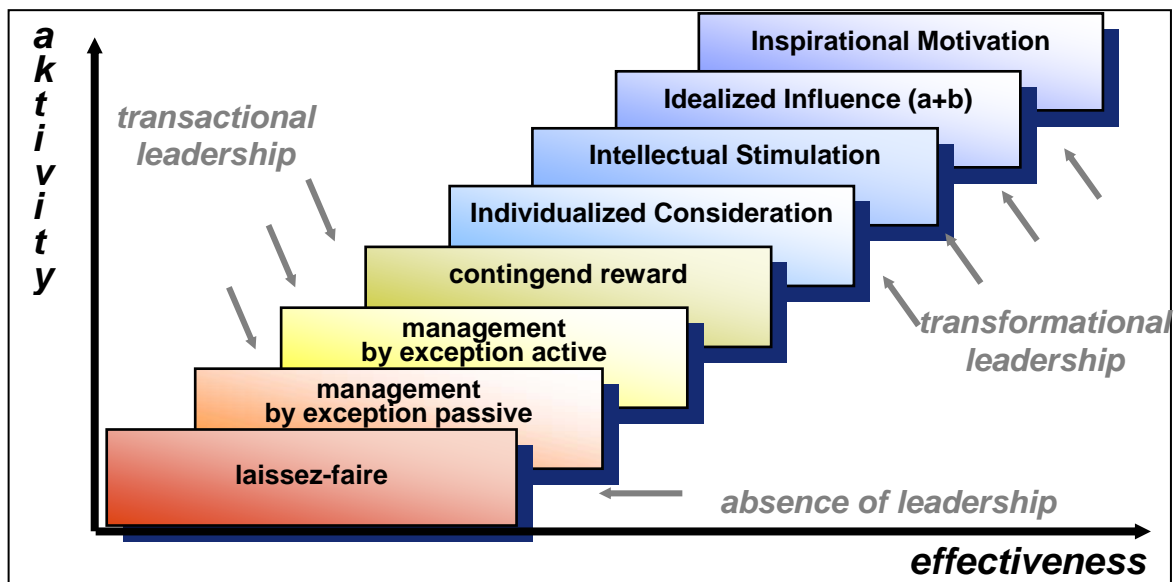 aktivity
transactional
leadership
Inspirational Motivation
Idealized Influence (a+b)
Intellectual Stimulation
Individualized Consideration
contingend reward
management
by exception active
management
by exception passive
laissez-faire
transformational
leadership
absence of leadership
effectiveness